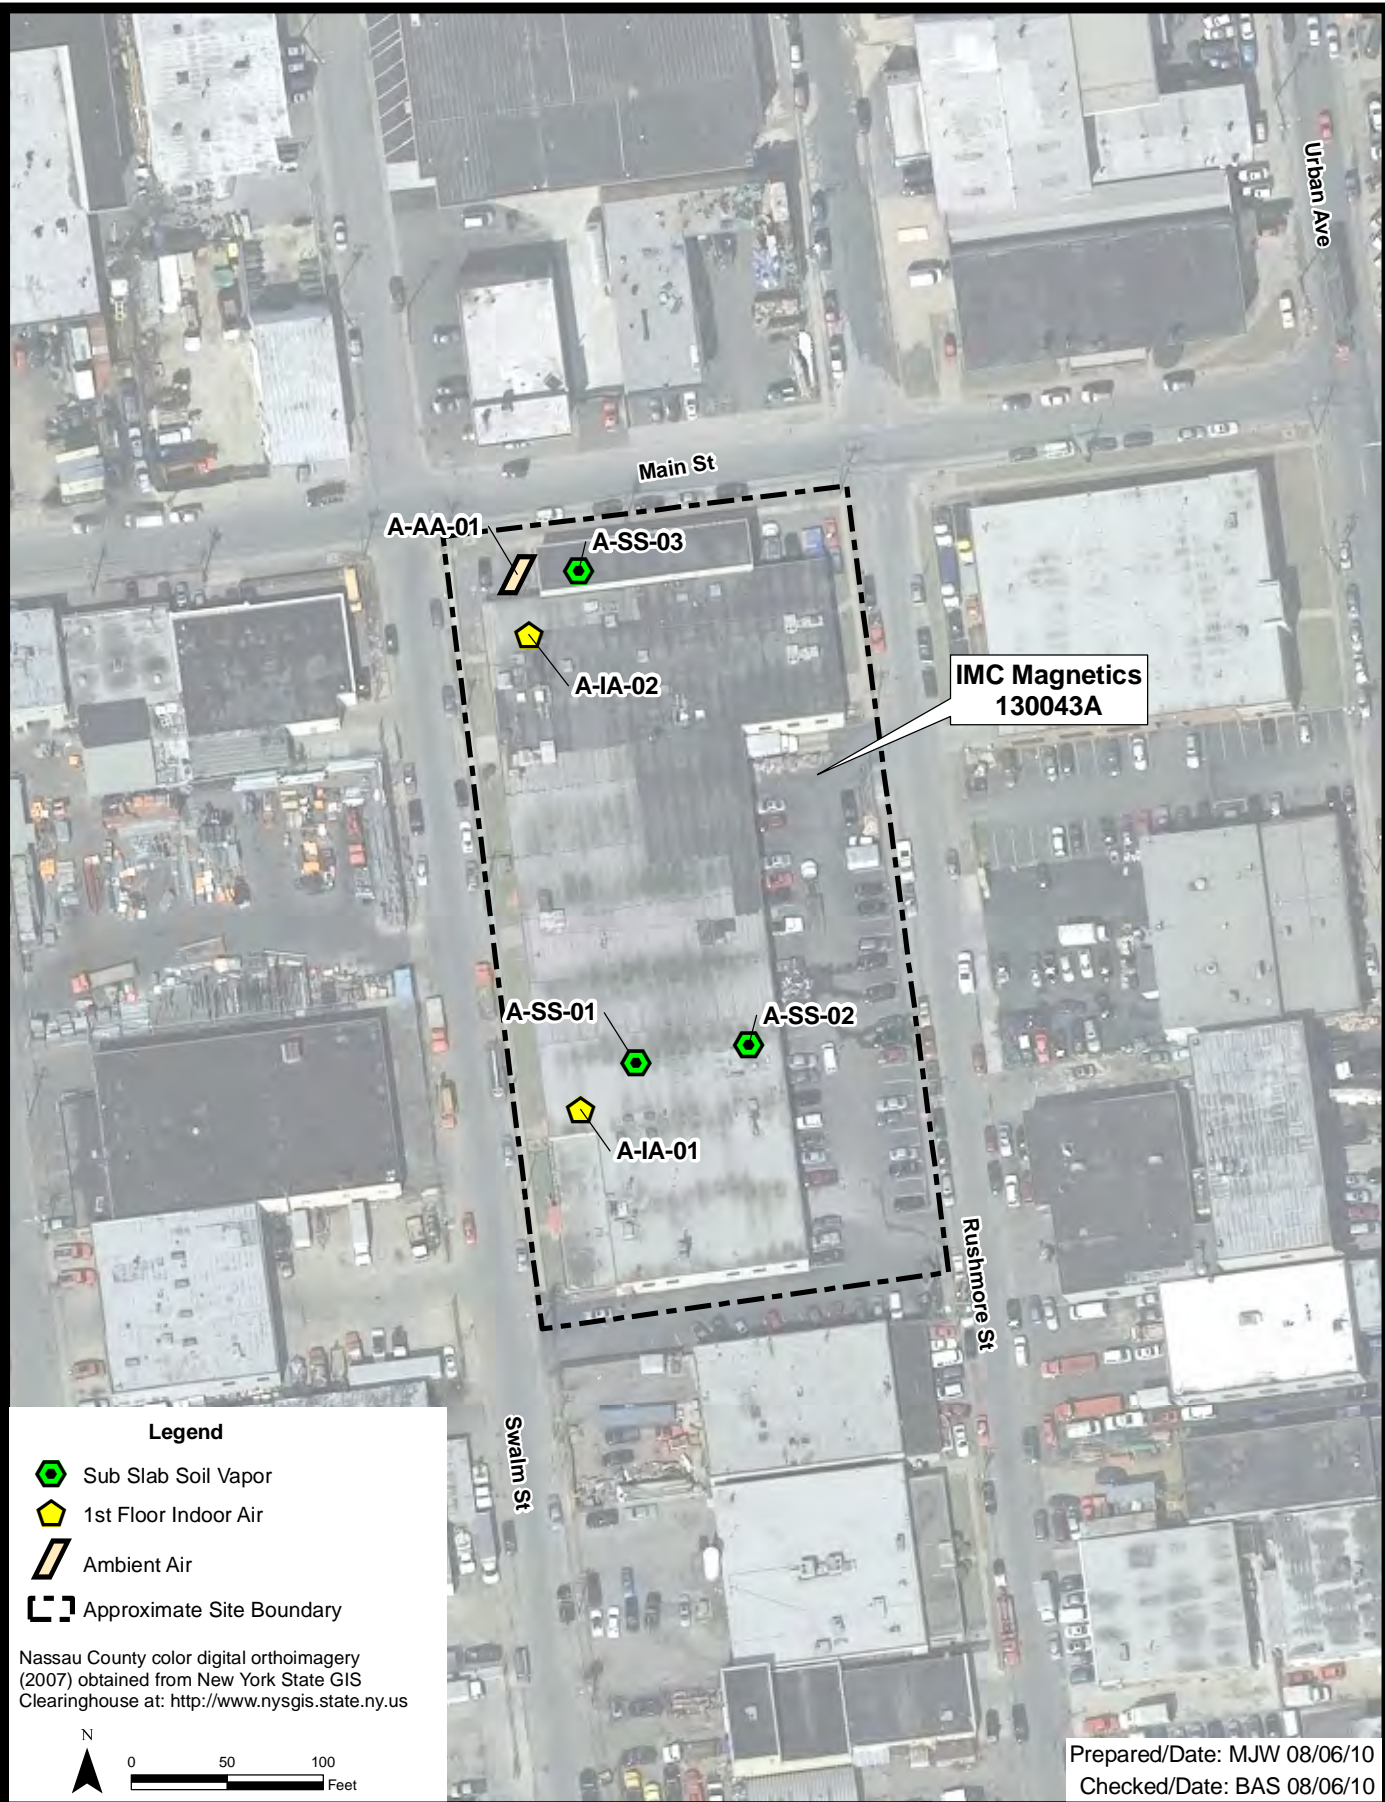 Urban Ave
Main St
A-AA-01
A-SS-03
A-IA-02
IMC Magnetics
130043A
A-SS-01
A-SS-02
A-IA-01
Rushmore St
Swalm St
Legend
Sub Slab Soil Vapor
1st Floor Indoor Air
Ambient Air
Approximate Site Boundary
Nassau County color digital orthoimagery
(2007) obtained from New York State GIS
Clearinghouse at: http://www.nysgis.state.ny.us
N
0 50 100
Feet
Prepared/Date: MJW 08/06/10
Checked/Date: BAS 08/06/10